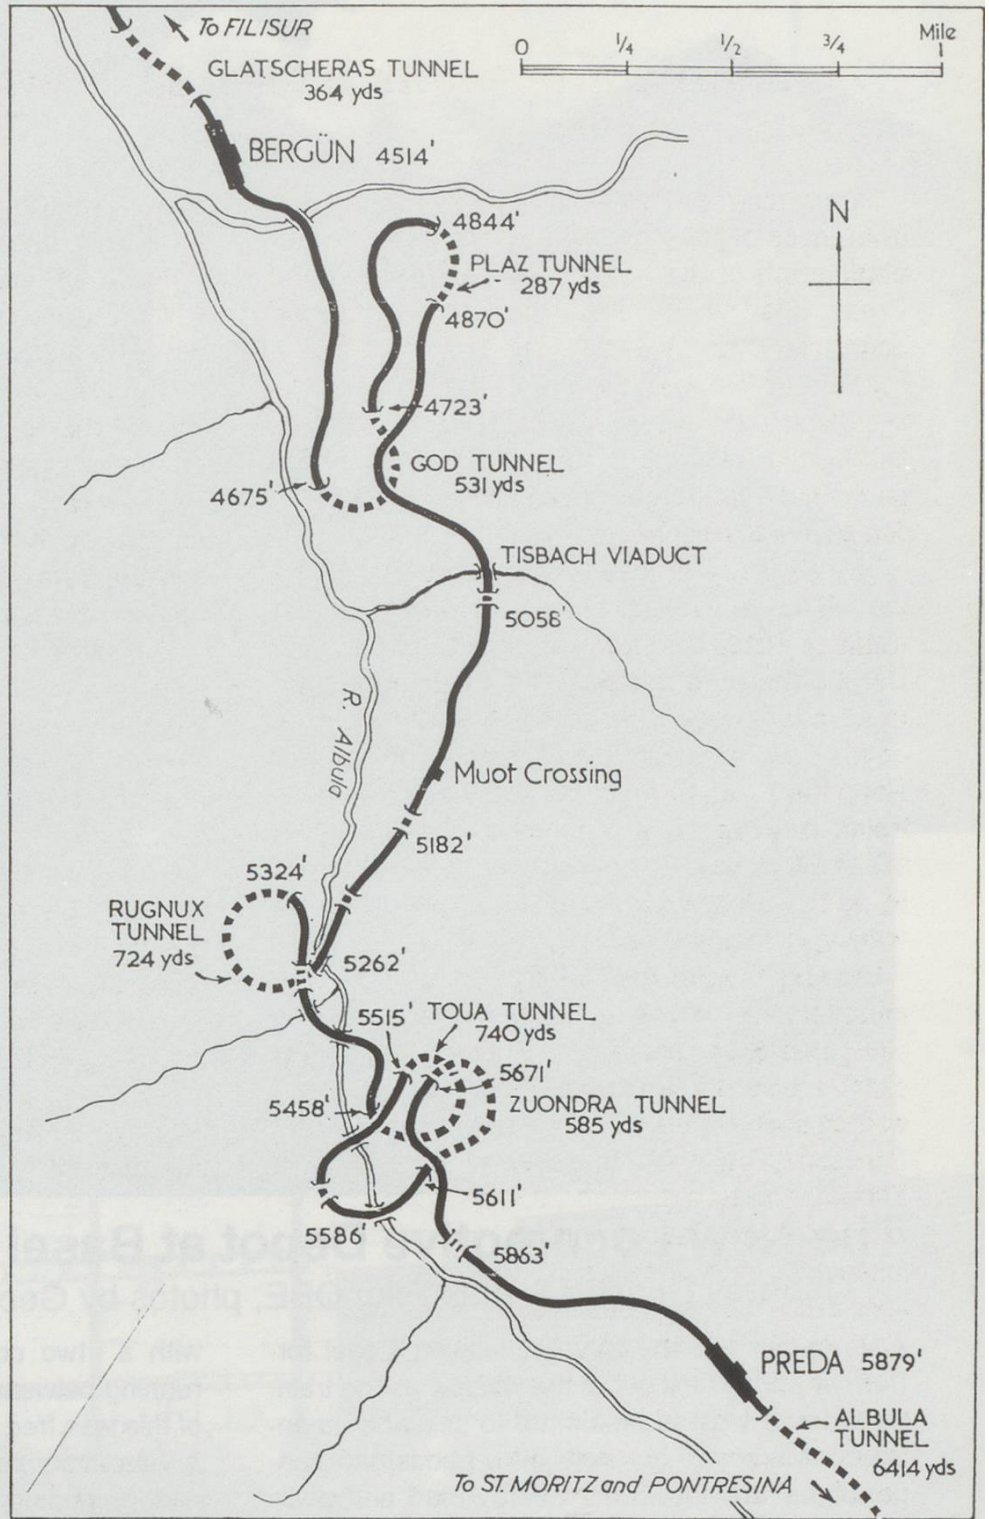 To FILISUR
0 1/4 1/2 3/4 Mile
GLATSCHERAS TUNNEL
364 yds
BERGÜN 4514'
N
4844'
PLAZ TUNNEL
287 yds
4870'
4723'
GOD TUNNEL
531 yds
4675'
TISBACH VIADUCT
5058'
R. Albula
Muot Crossing
5182'
5324'
RUGNUX
TUNNEL
724 yds
5262'
5515'
TOUA TUNNEL
740 yds
5671'
5458'
ZUONDRA TUNNEL
585 yds
5611'
5586'
5863'
PREDA 5879'
ALBULA
TUNNEL
6414 yds
To ST. MORITZ and PONTRESINA